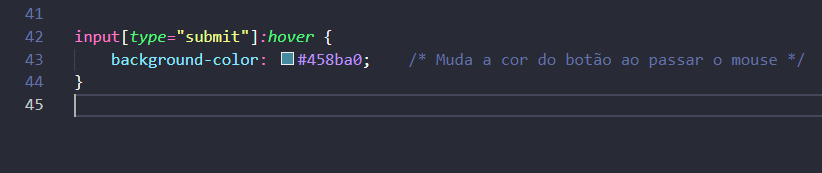 41
42 input[type="submit"]:hover {
43 background-color: #458ba0; /* Muda a cor do botão ao passar o mouse */
44 }
45